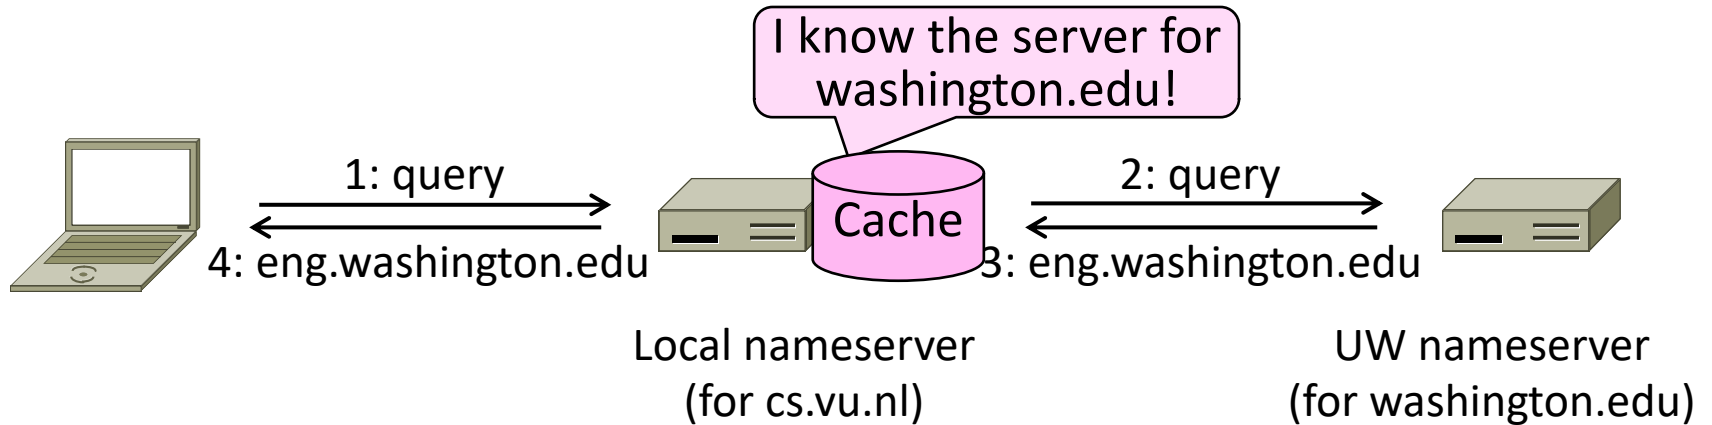 I know the server for
washington.edu!
1: query
2: query
Cache
4: eng.washington.edu
3: eng.washington.edu
Local nameserver
(for cs.vu.nl)
UW nameserver
(for washington.edu)